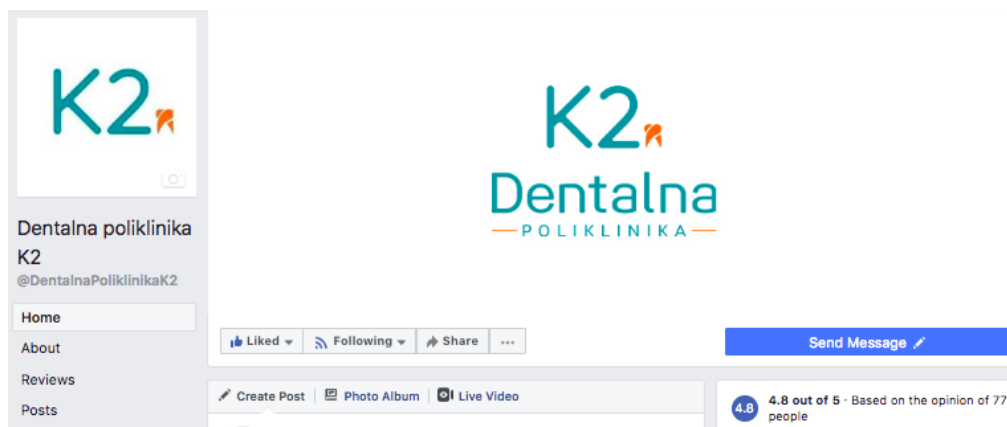 K2
Dentalna poliklinika
K2
@DentalnaPoliklinikaK2
Home
About
Reviews
Posts
K2
Dentalna
POLIKLINIKA
Liked Following Share ...
Send Message
Create Post Photo Album Live Video
4.8
4.8 out of 5 · Based on the opinion of 77
people